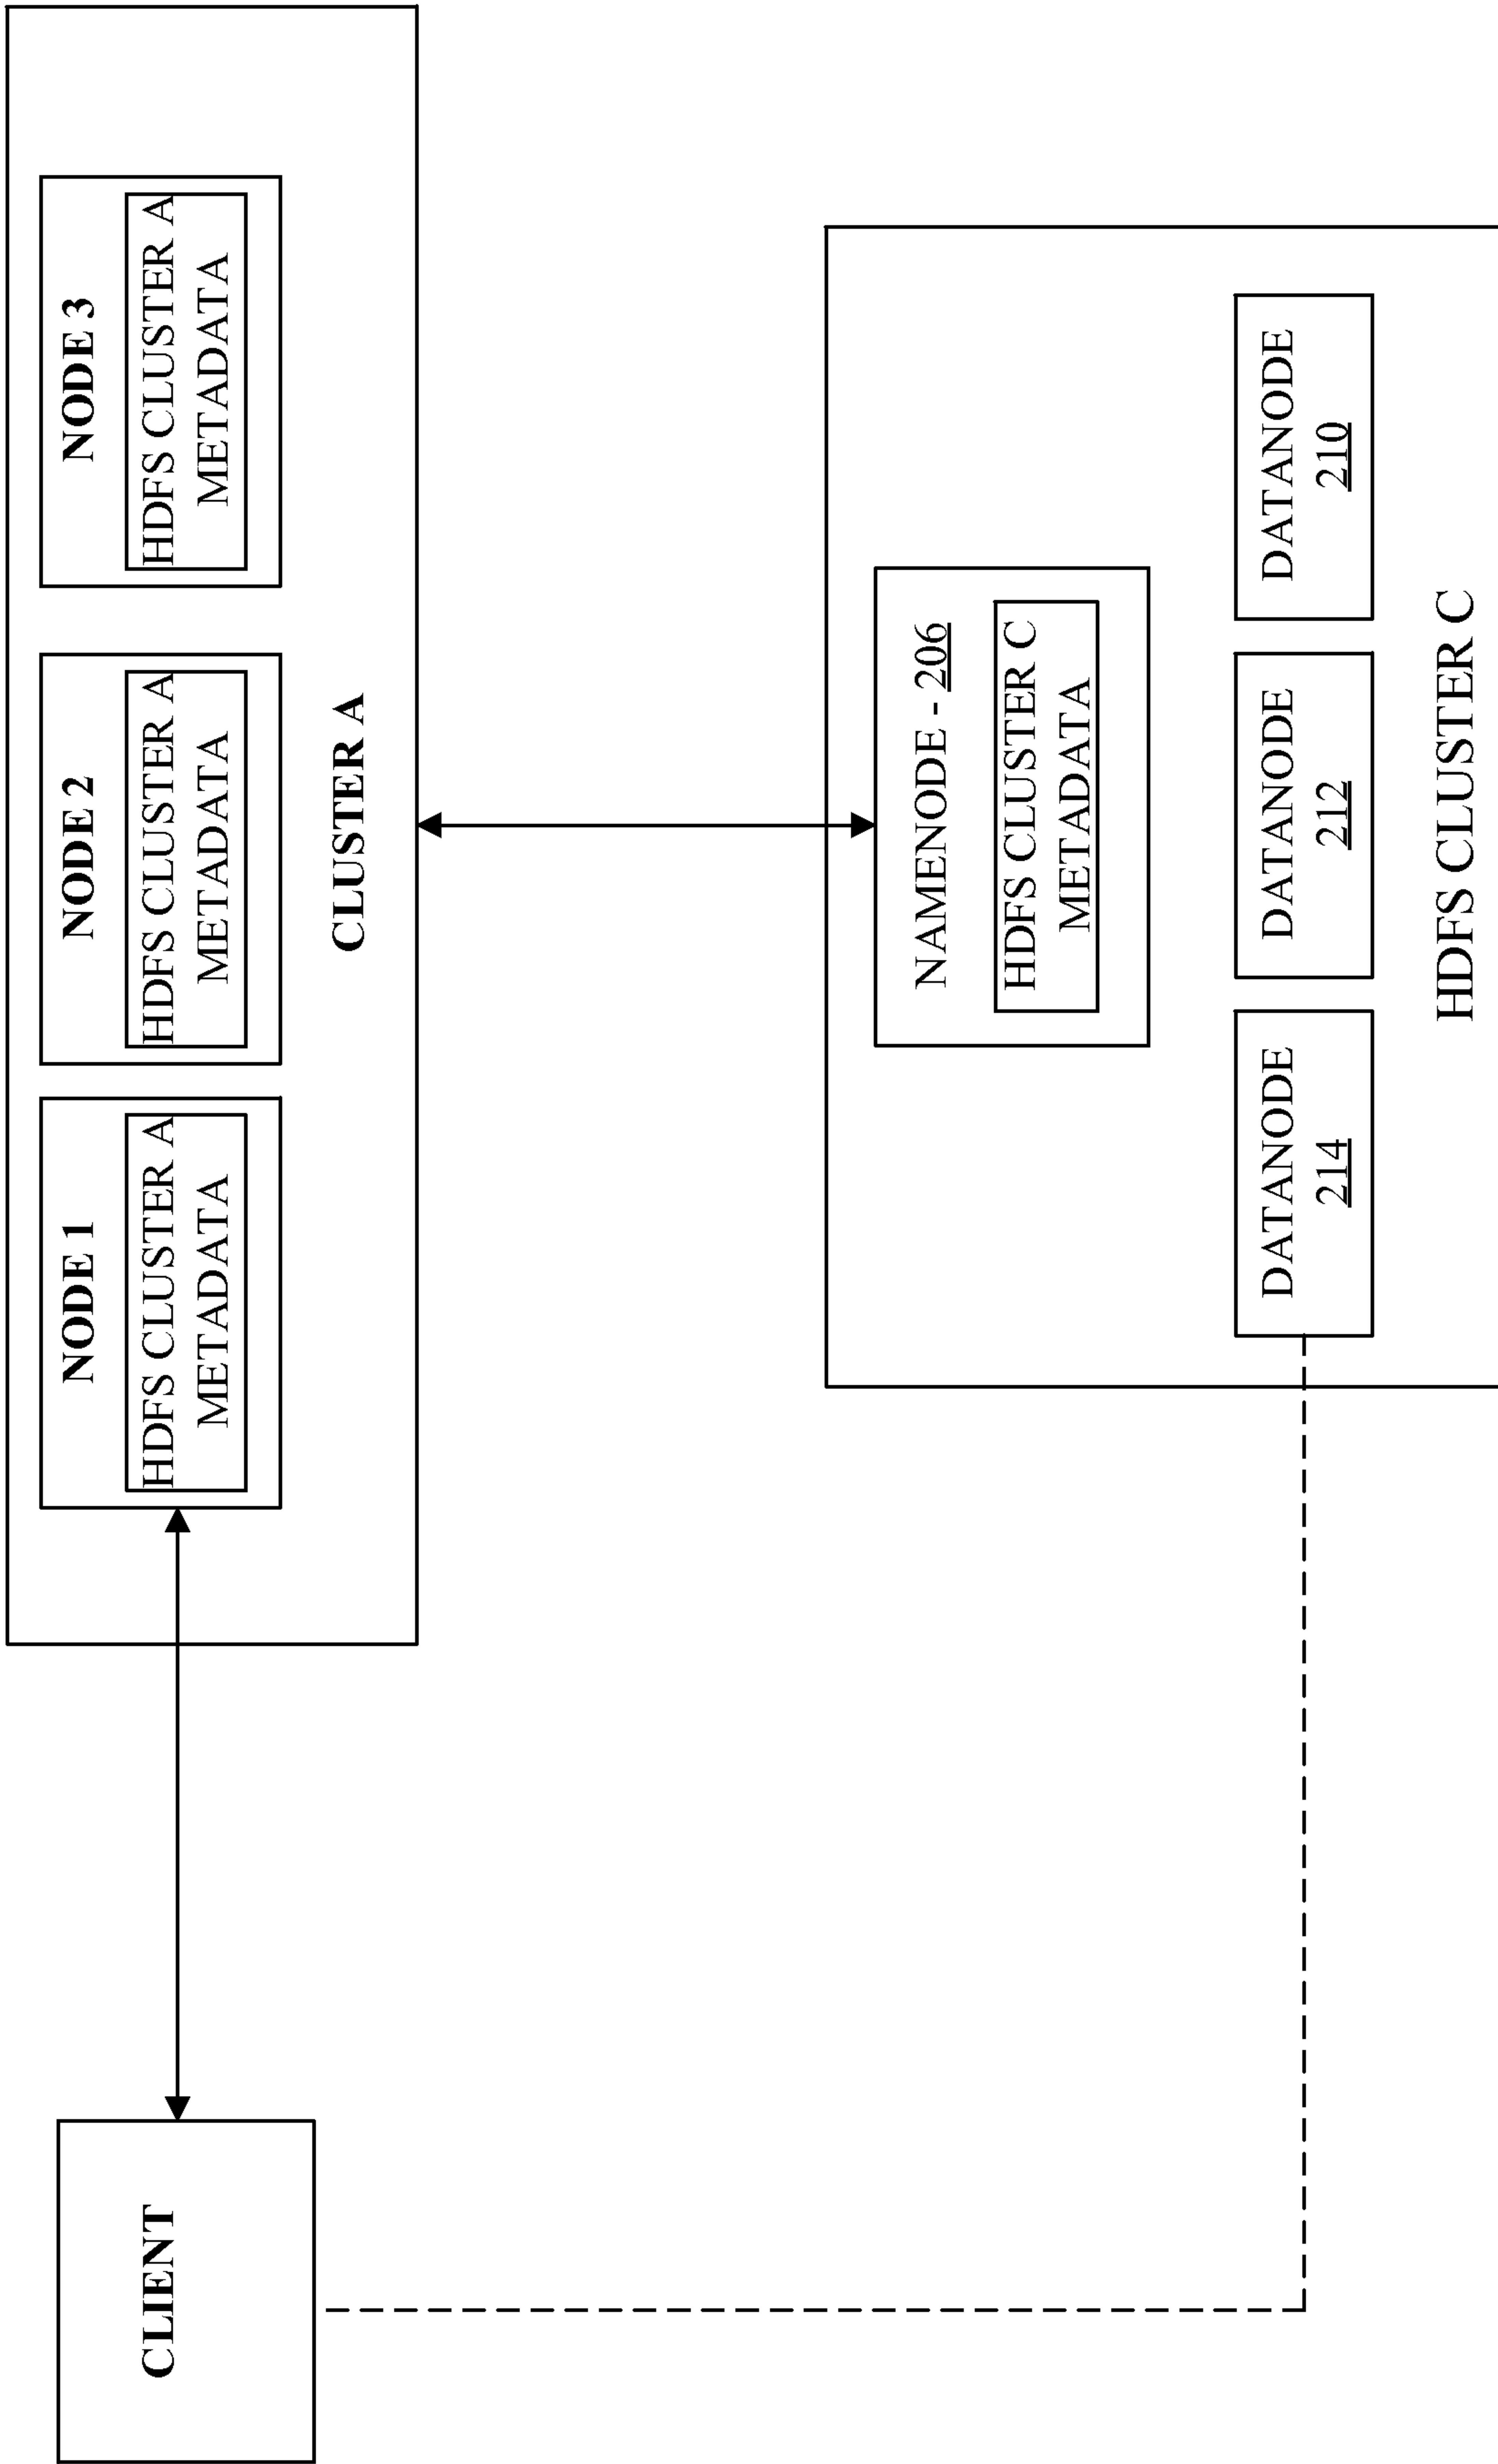 CLIENT
NODE 1
HDFS CLUSTER A
METADATA
NODE 2
HDFS CLUSTER A
METADATA
NODE 3
HDFS CLUSTER A
METADATA
CLUSTER A
NAMENODE - 206
HDFS CLUSTER C
METADATA
DATANODE
214
DATANODE
212
DATANODE
210
HDFS CLUSTER C